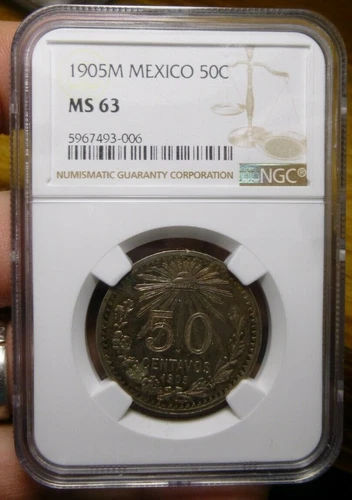 1905M MEXICO 50C
MS 63
5967493-006
NUMISMATIC GUARANTY CORPORATION
NGC®
50
CENTAVOS